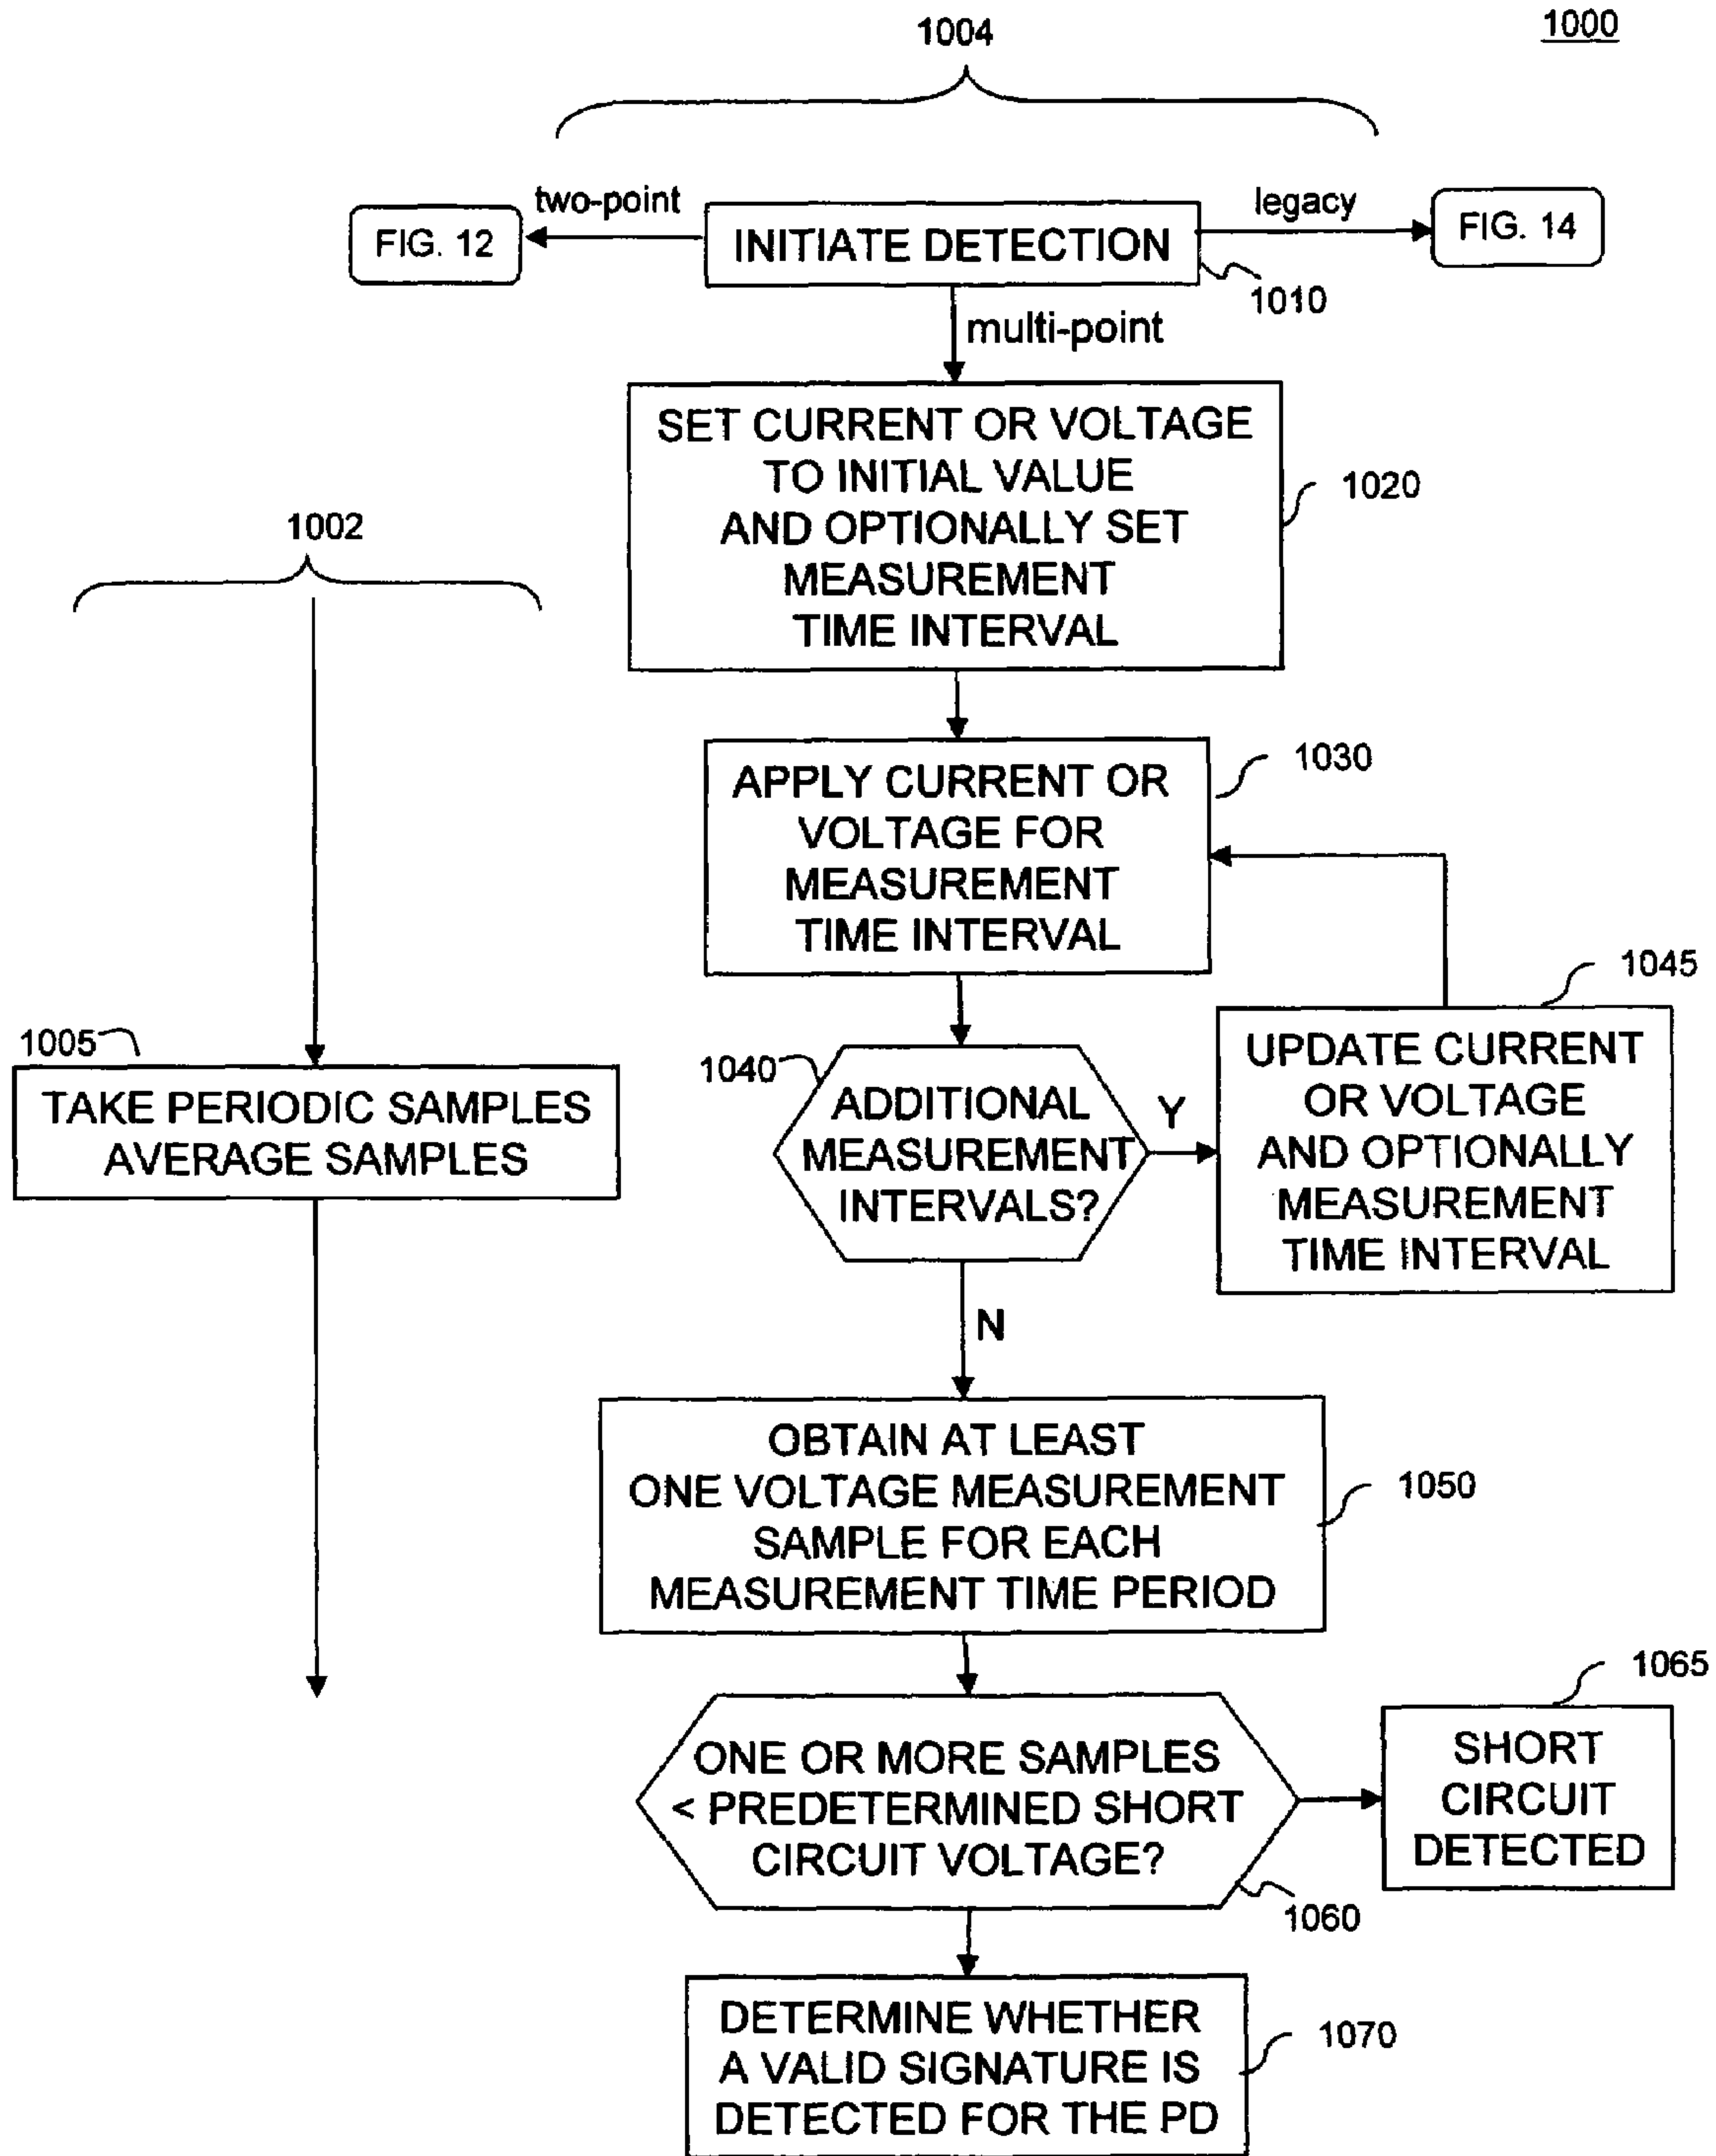 1004
1000
two-point
legacy
FIG. 12
INITIATE DETECTION
FIG. 14
1010
multi-point
SET CURRENT OR VOLTAGE
TO INITIAL VALUE
AND OPTIONALLY SET
MEASUREMENT
TIME INTERVAL
1020
1002
APPLY CURRENT OR
VOLTAGE FOR
MEASUREMENT
TIME INTERVAL
1030
1005
TAKE PERIODIC SAMPLES
AVERAGE SAMPLES
1040
ADDITIONAL
MEASUREMENT
INTERVALS?
Y
1045
UPDATE CURRENT
OR VOLTAGE
AND OPTIONALLY
MEASUREMENT
TIME INTERVAL
N
OBTAIN AT LEAST
ONE VOLTAGE MEASUREMENT
SAMPLE FOR EACH
MEASUREMENT TIME PERIOD
1050
ONE OR MORE SAMPLES
< PREDETERMINED SHORT
CIRCUIT VOLTAGE?
1060
1065
SHORT
CIRCUIT
DETECTED
DETERMINE WHETHER
A VALID SIGNATURE IS
DETECTED FOR THE PD
1070